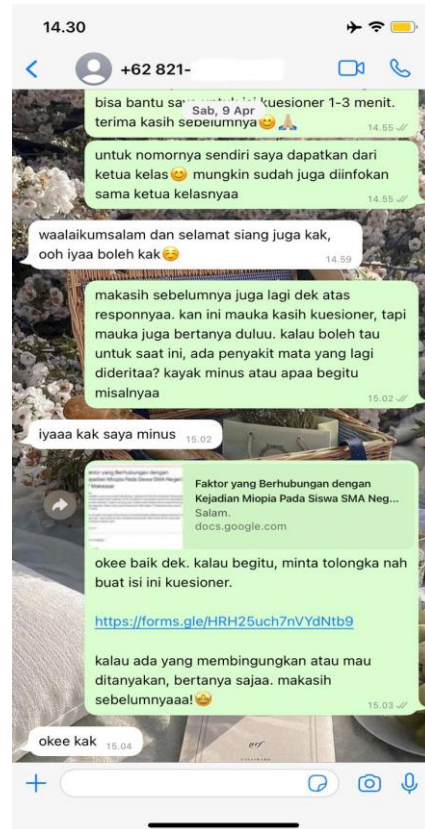 14.30
+62 821-
bisa bantu saya untuk isi kuesioner 1-3 menit.
Sab, 9 Apr
terima kasih sebelumnya😊🙏🏻
14.55
untuk nomornya sendiri saya dapatkan dari
ketua kelas😊 mungkin sudah juga diinfokan
sama ketua kelasnyaa
14.55
waalaikumsalam dan selamat siang juga kak,
ooh iyaa boleh kak☺️
14.59
makasih sebelumnya juga lagi dek atas
responnyaa. kan ini mauka kasih kuesioner, tapi
mauka juga bertanya duluu. kalau boleh tau
untuk saat ini, ada penyakit mata yang lagi
dideritaa? kayak minus atau apaa begitu
misalnyaa
15.02
iyaaa kak saya minus 15.02
Faktor yang Berhubungan dengan
Kejadian Miopia Pada Siswa SMA Neg...
Salam.
docs.google.com
okee baik dek. kalau begitu, minta tolongka nah
buat isi ini kuesioner.
https://forms.gle/HRH25uch7nVYdNtb9
kalau ada yang membingungkan atau mau
ditanyakan, bertanya sajaa. makasih
sebelumnyaaa!🤩
15.03
okee kak 15.04